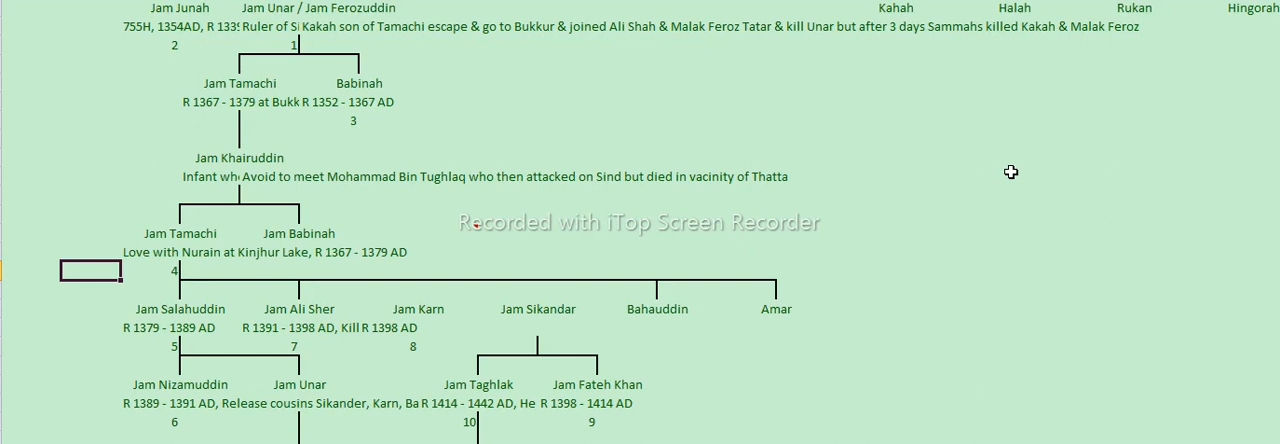 Jam Junah Jam Unar / Jam Ferozuddin Kahah Halah Rukan Hingorah
755H, 1354AD, R 135 Ruler of Si Kakah son of Tamachi escape & go to Bukkur & joined Ali Shah & Malak Feroz Tatar & kill Unar but after 3 days Sammahs killed Kakah & Malak Feroz
2 1
Jam Tamachi Babinah
R 1367 - 1379 at Bukk R 1352 - 1367 AD
3
Jam Khairuddin
Infant wh Avoid to meet Mohammad Bin Tughlaq who then attacked on Sind but died in vacinity of Thatta
Recorded with iTop Screen Recorder
Jam Tamachi Jam Babinah
Love with Nurain at Kinjhur Lake, R 1367 - 1379 AD
4
Jam Salahuddin Jam Ali Sher Jam Karn Jam Sikandar Bahauddin Amar
R 1379 - 1389 AD R 1391 - 1398 AD, Kill R 1398 AD
5 7 8
Jam Nizamuddin Jam Unar Jam Taghlak Jam Fateh Khan
R 1389 - 1391 AD, Release cousins Sikander, Karn, Ba R 1414 - 1442 AD, He R 1398 - 1414 AD
6 10 9